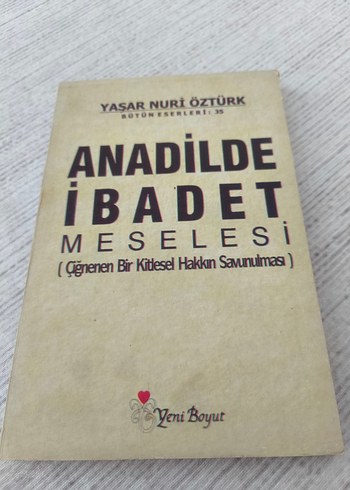 YAŞAR NURİ ÖZTÜRK
BÜTÜN ESERLERİ: 35
ANADİLDE
İBADET
MESELESİ
( Çiğnenen Bir Kitlesel Hakkın Savunulması )
Yeni Boyut